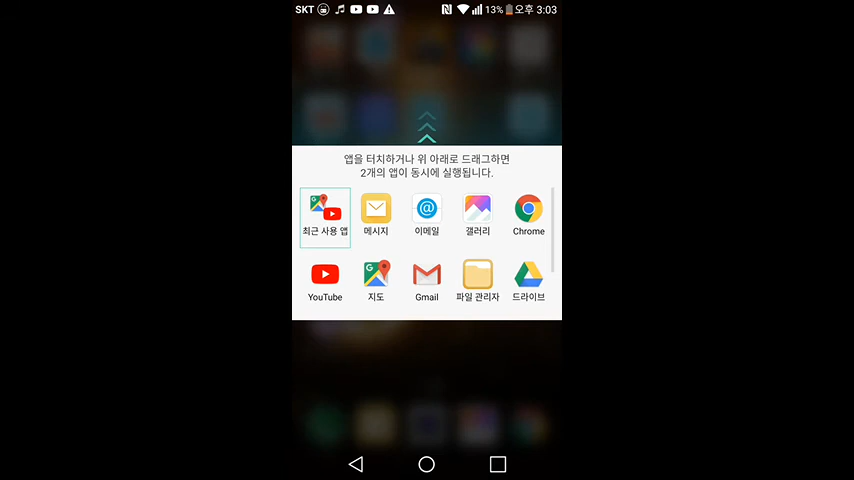 SKT 13% 오후 3:03
앱을 터치하거나 위 아래로 드래그하면
2개의 앱이 동시에 실행됩니다.
최근 사용 앱 메시지 이메일 갤러리 Chrome
YouTube 지도 Gmail 파일 관리자 드라이브